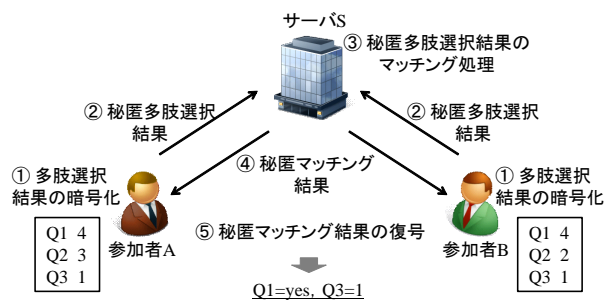 サーバS
③ 秘匿多肢選択結果の
マッチング処理
② 秘匿多肢選択
結果
② 秘匿多肢選択
結果
④ 秘匿マッチング
結果
① 多肢選択
結果の暗号化
① 多肢選択
結果の暗号化
Q1 4
Q2 3
Q3 1
参加者A
⑤ 秘匿マッチング結果の復号
参加者B
Q1 4
Q2 2
Q3 1
Q1=yes, Q3=1